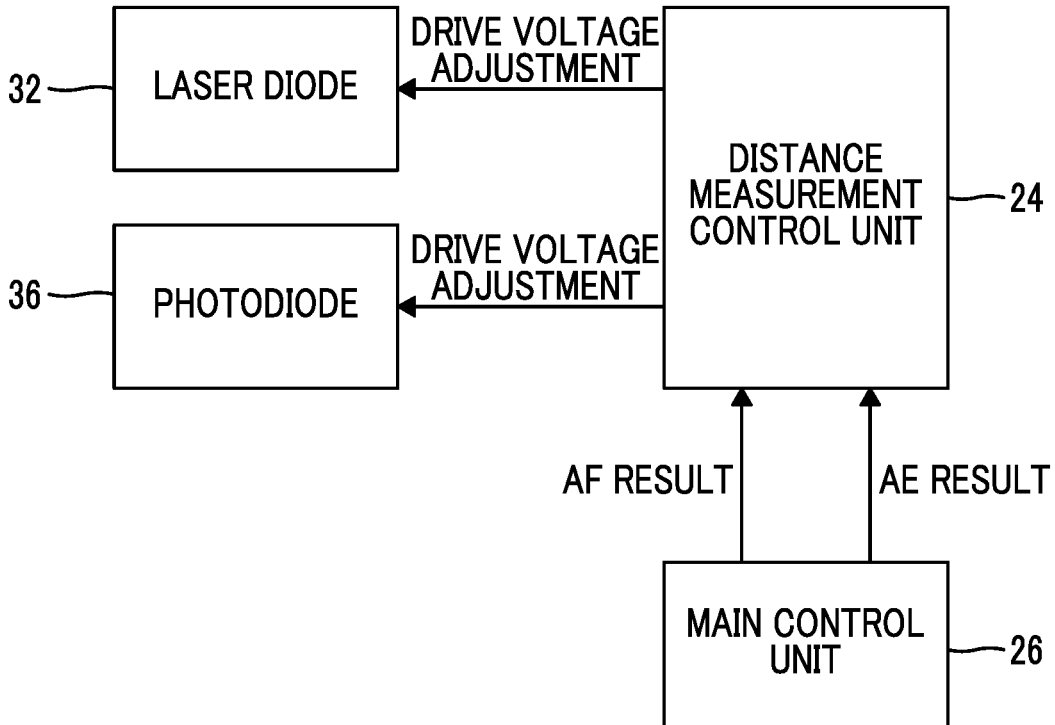 32
LASER DIODE
DRIVE VOLTAGE
ADJUSTMENT
DISTANCE
MEASUREMENT
CONTROL UNIT
24
36
PHOTODIODE
DRIVE VOLTAGE
ADJUSTMENT
AF RESULT
AE RESULT
MAIN CONTROL
UNIT
26